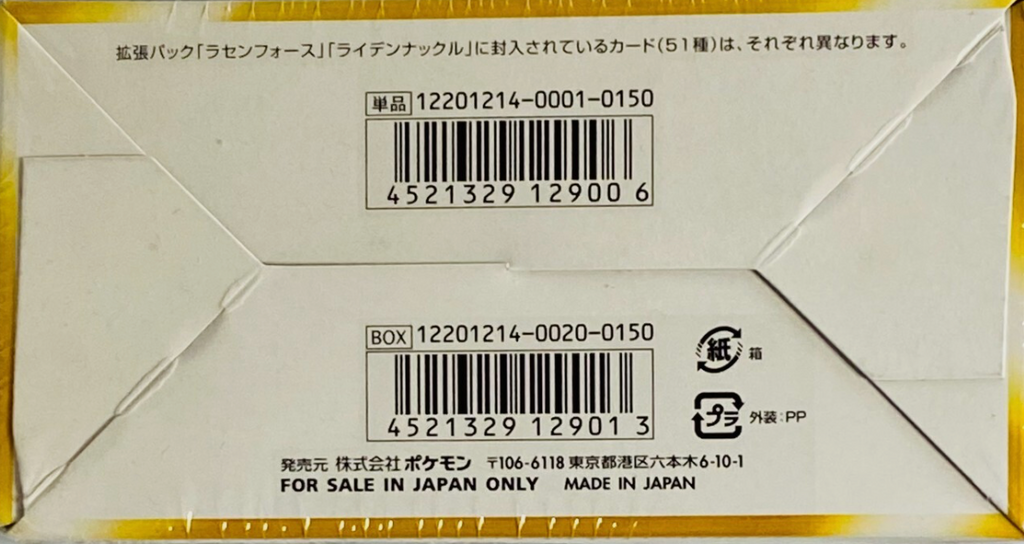 拡張パック「ラセンフォース」「ライデンナックル」に封入されているカード(51種)は、それぞれ異なります。
単品 12201214-0001-0150
4521329 129006
BOX 12201214-0020-0150
4521329 129013
紙 箱
プラ 外装:PP
発売元 株式会社ポケモン 〒106-6118 東京都港区六本木6-10-1
FOR SALE IN JAPAN ONLY MADE IN JAPAN